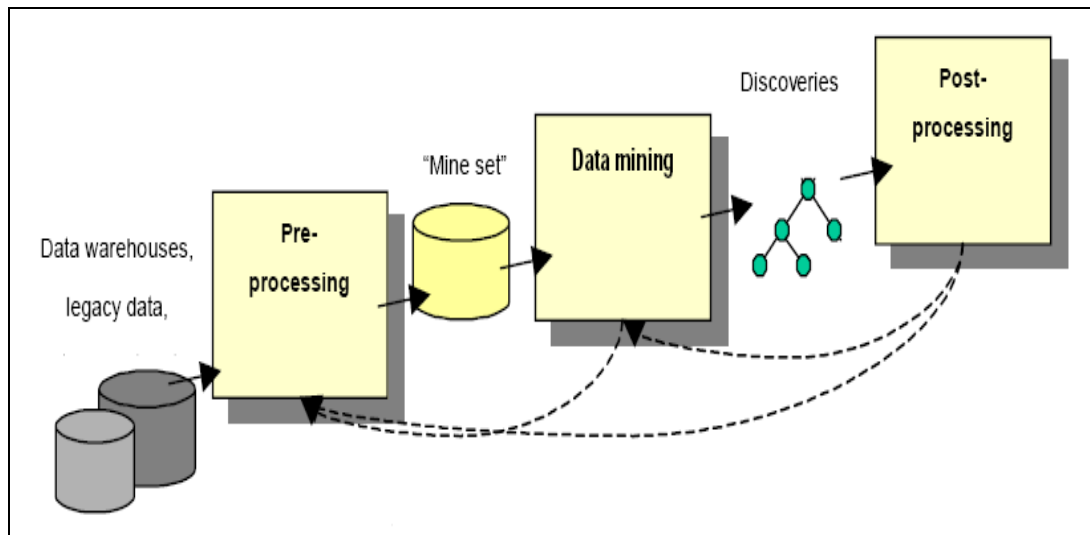 Data warehouses,
legacy data,
Pre-
processing
“Mine set”
Data mining
Discoveries
Post-
processing